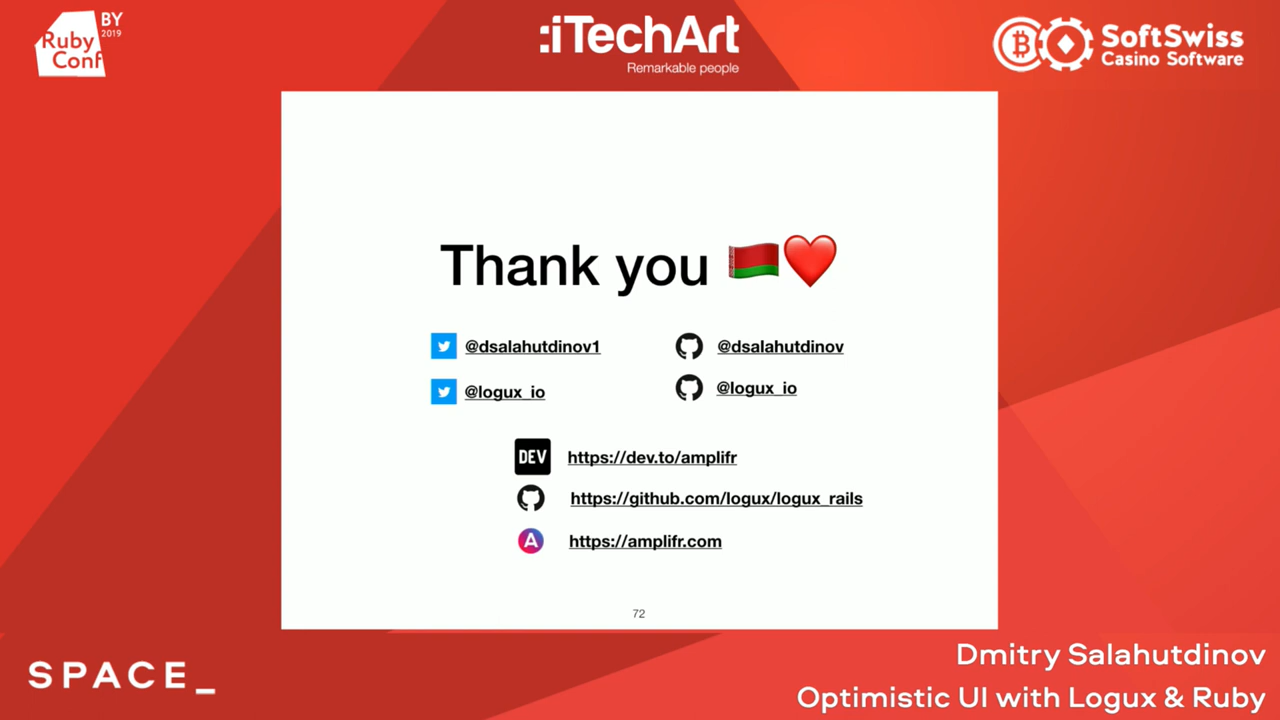 Ruby
Conf
BY
2019
:iTechArt
Remarkable people
SoftSwiss
Casino Software
Thank you 🇧🇾❤️
@dsalahutdinov1
@dsalahutdinov
@logux_io
@logux_io
DEV
https://dev.to/amplifr
https://github.com/logux/logux_rails
A
https://amplifr.com
72
SPACE_
Dmitry Salahutdinov
Optimistic UI with Logux & Ruby